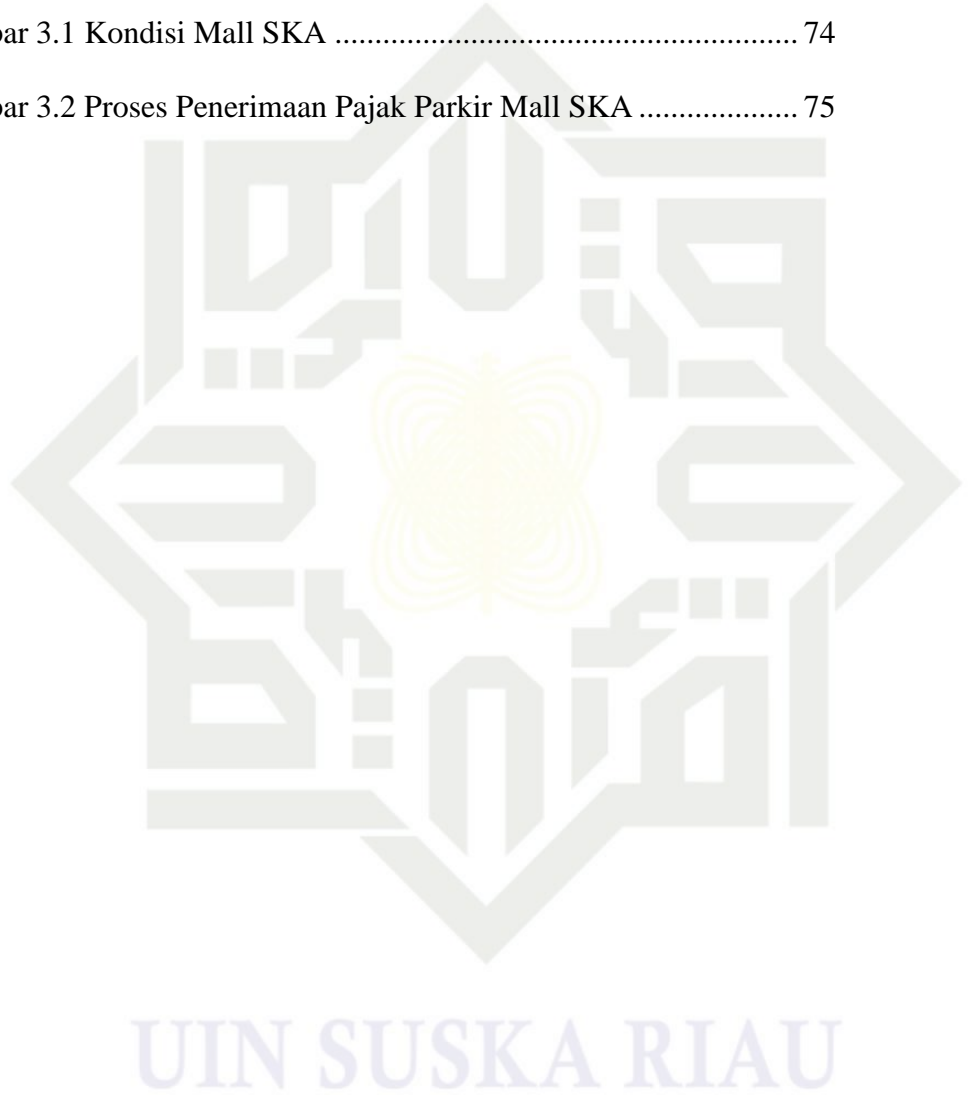 bar 3.1 Kondisi Mall SKA .......................................................... 74
bar 3.2 Proses Penerimaan Pajak Parkir Mall SKA .................... 75
UIN SUSKA RIAU